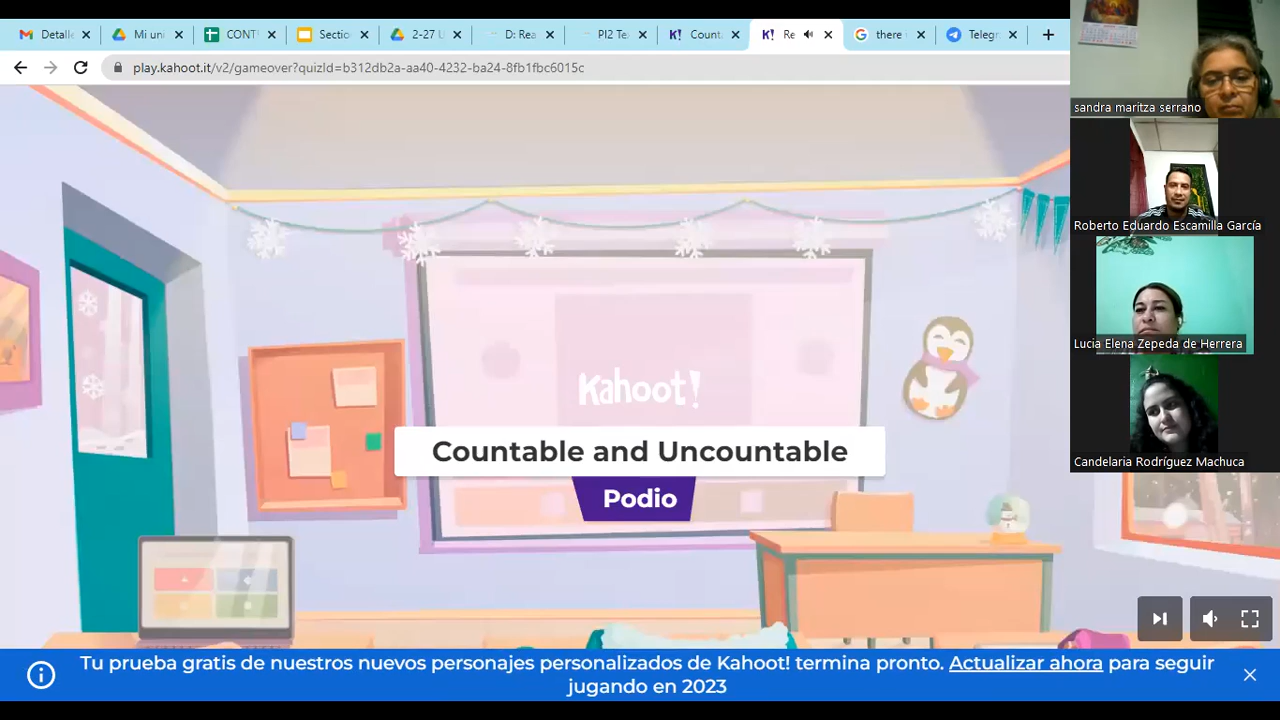 Detalle
Mi uni
CONT
Sectio
2-27 U
D: Rea
PI2 Te
Count
Re
there
Telegr
play.kahoot.it/v2/gameover?quizId=b312db2a-aa40-4232-ba24-8fb1fbc6015c
sandra maritza serrano
Roberto Eduardo Escamilla García
Lucia Elena Zepeda de Herrera
Candelaria Rodríguez Machuca
Kahoot!
Countable and Uncountable
Podio
Tu prueba gratis de nuestros nuevos personajes personalizados de Kahoot! termina pronto. Actualizar ahora para seguir
jugando en 2023